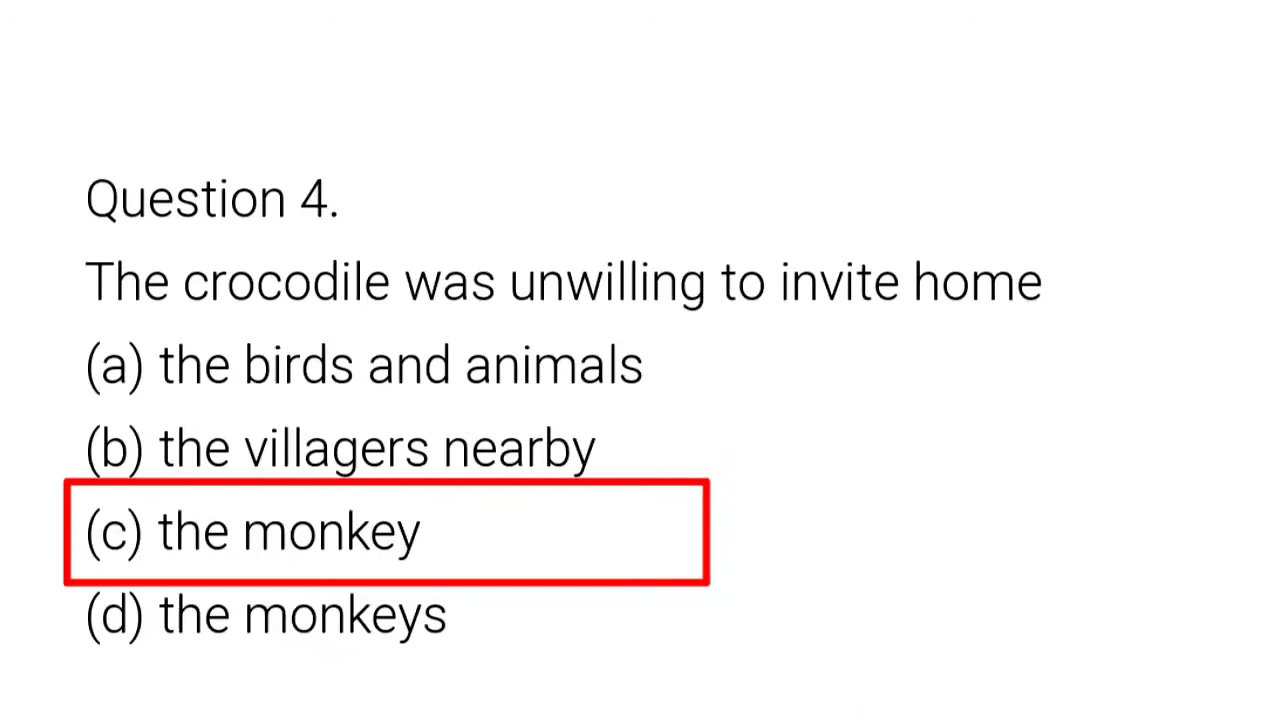 Question 4.
The crocodile was unwilling to invite home
(a) the birds and animals
(b) the villagers nearby
(c) the monkey
(d) the monkeys